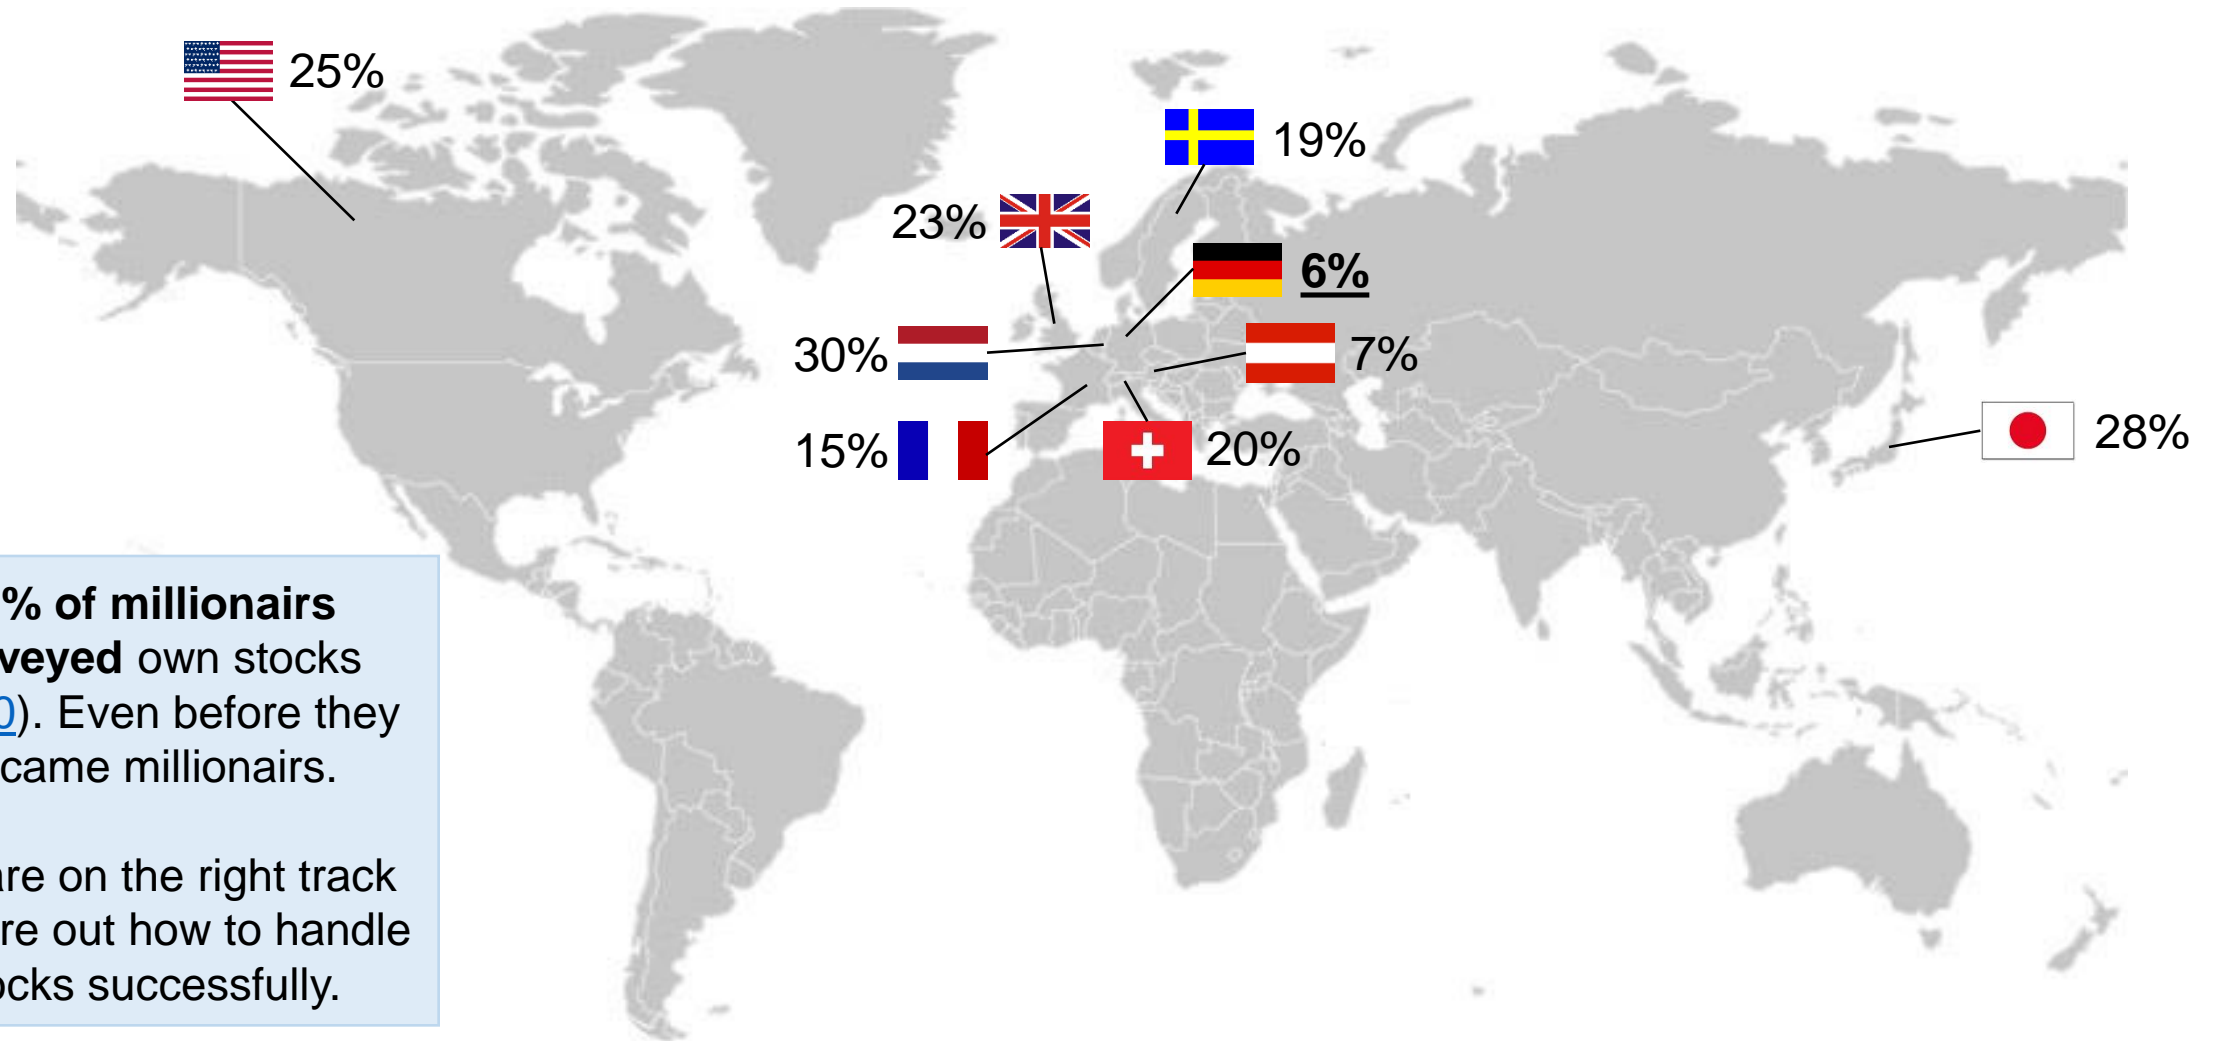 25%
19%
23%
6%
30%
7%
15%
20%
28%
% of millionairs
veyed own stocks
0). Even before they
came millionairs.
are on the right track
re out how to handle
ocks successfully.